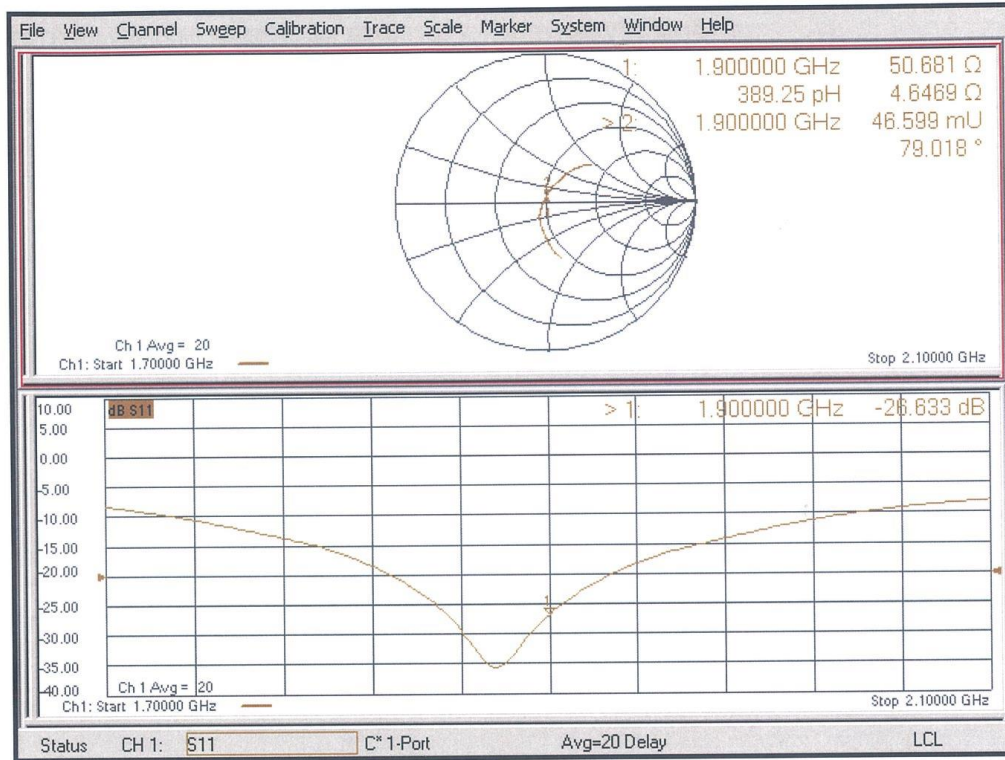 File View Channel Sweep Calibration Trace Scale Marker System Window Help
1: 1.900000 GHz 50.681 Ω
389.25 pH 4.6469 Ω
> 2: 1.900000 GHz 46.599 mU
79.018 °
Ch 1 Avg = 20
Ch1: Start 1.70000 GHz Stop 2.10000 GHz
10.00 dB S11 > 1: 1.900000 GHz -26.633 dB
5.00
0.00
-5.00
-10.00
-15.00
-20.00
-25.00
1
-30.00
-35.00
-40.00
Ch 1 Avg = 20
Ch1: Start 1.70000 GHz Stop 2.10000 GHz
Status CH 1: S11 C* 1-Port Avg=20 Delay LCL